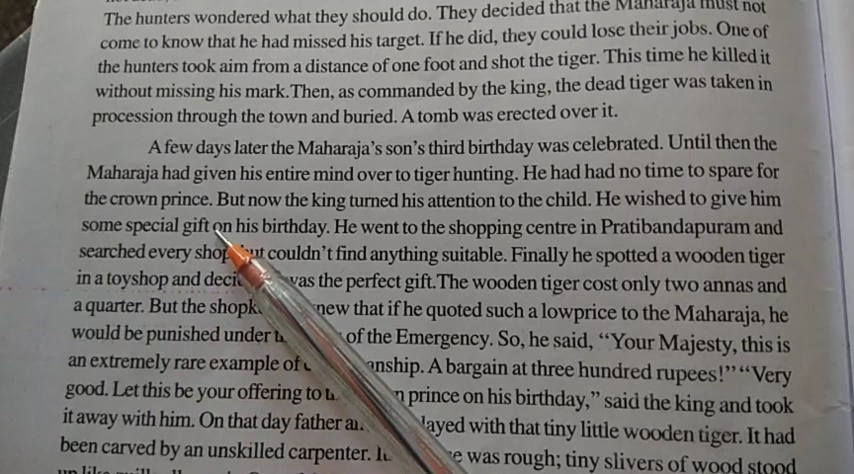 The hunters wondered what they should do. They decided that the Maharaja must not
come to know that he had missed his target. If he did, they could lose their jobs. One of
the hunters took aim from a distance of one foot and shot the tiger. This time he killed it
without missing his mark.Then, as commanded by the king, the dead tiger was taken in
procession through the town and buried. A tomb was erected over it.
A few days later the Maharaja's son's third birthday was celebrated. Until then the
Maharaja had given his entire mind over to tiger hunting. He had had no time to spare for
the crown prince. But now the king turned his attention to the child. He wished to give him
some special gift on his birthday. He went to the shopping centre in Pratibandapuram and
searched every shop but couldn't find anything suitable. Finally he spotted a wooden tiger
in a toyshop and was the perfect gift.The wooden tiger cost only two annas and
a quarter. But the that if he quoted such a lowprice to the Maharaja, he
would be punished under of the Emergency. So, he said, "Your Majesty, this is
an extremely rare example of A bargain at three hundred rupees!" "Very
good. Let this be your offering to prince on his birthday," said the king and took
it away with him. On that day father with that tiny little wooden tiger. It had
been carved by an unskilled carpenter. was rough; tiny slivers of wood stood